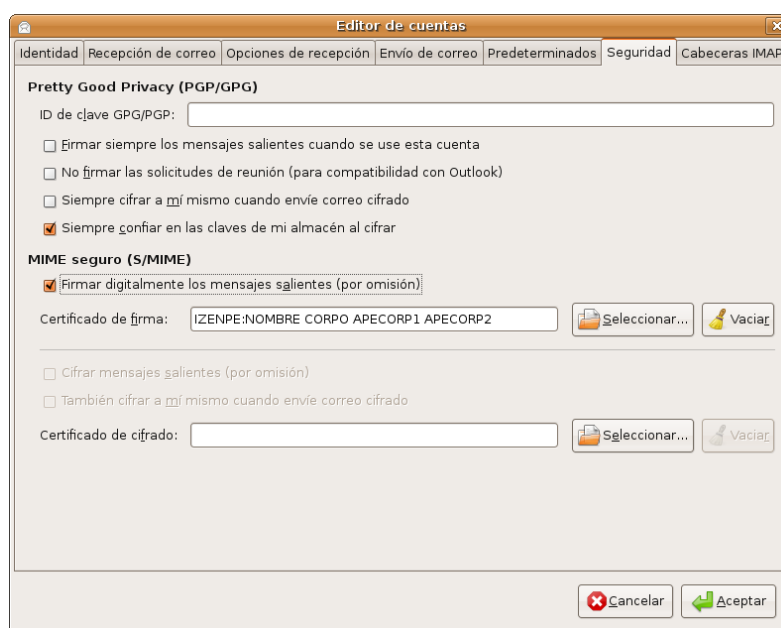 Editor de cuentas
Identidad Recepción de correo Opciones de recepción Envío de correo Predeterminados Seguridad Cabeceras IMAP
Pretty Good Privacy (PGP/GPG)
ID de clave GPG/PGP:
Firmar siempre los mensajes salientes cuando se use esta cuenta
No firmar las solicitudes de reunión (para compatibilidad con Outlook)
Siempre cifrar a mí mismo cuando envíe correo cifrado
Siempre confiar en las claves de mi almacén al cifrar
MIME seguro (S/MIME)
Firmar digitalmente los mensajes salientes (por omisión)
Certificado de firma: IZENPE:NOMBRE CORPO APECORP1 APECORP2 Seleccionar... Vaciar
Cifrar mensajes salientes (por omisión)
También cifrar a mí mismo cuando envíe correo cifrado
Certificado de cifrado: Seleccionar... Vaciar
Cancelar Aceptar